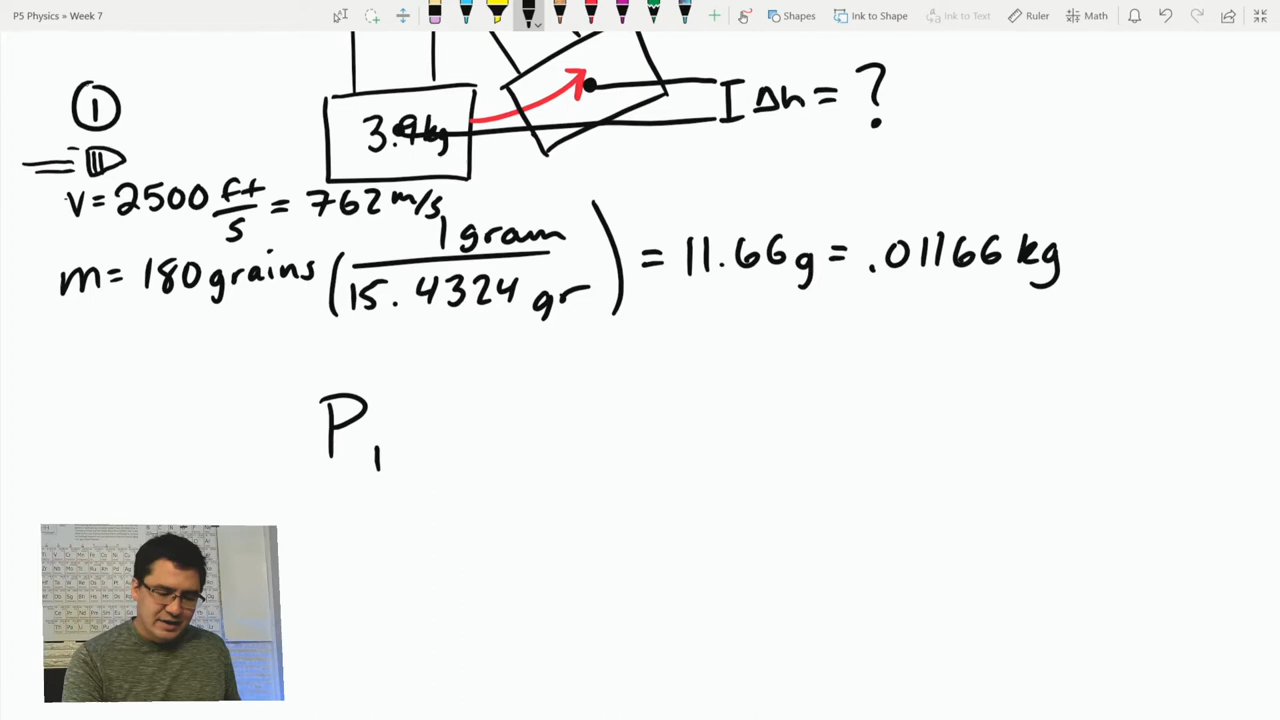 P5 Physics » Week 7
Shapes
Ink to Shape
Ink to Text
Ruler
Math
①
3.9kg
I Δh = ?
v = 2500 ft/s = 762 m/s
m = 180 grains (1 gram / 15.4324 gr) = 11.66 g = .01166 kg
P₁